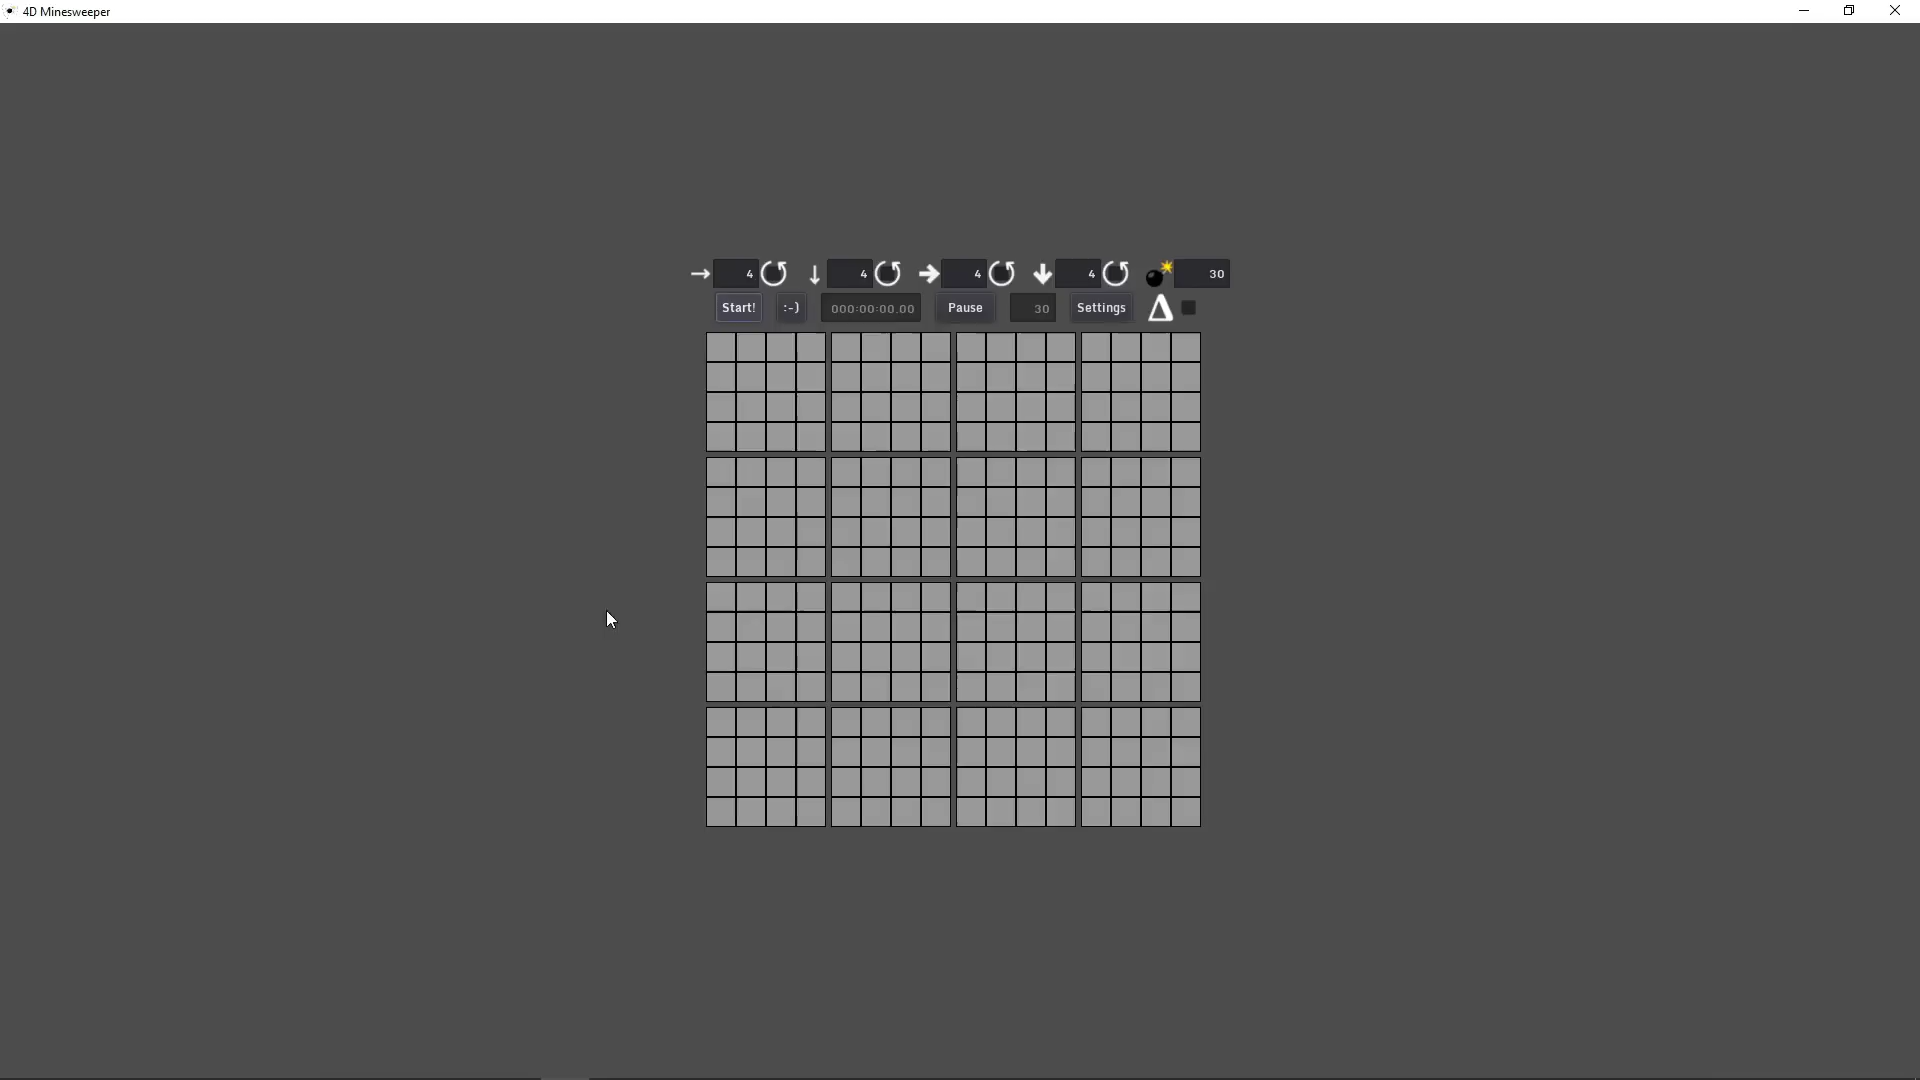 4D Minesweeper
4 4 4 4 30
Start! :-) 000:00:00.00 Pause 30 Settings